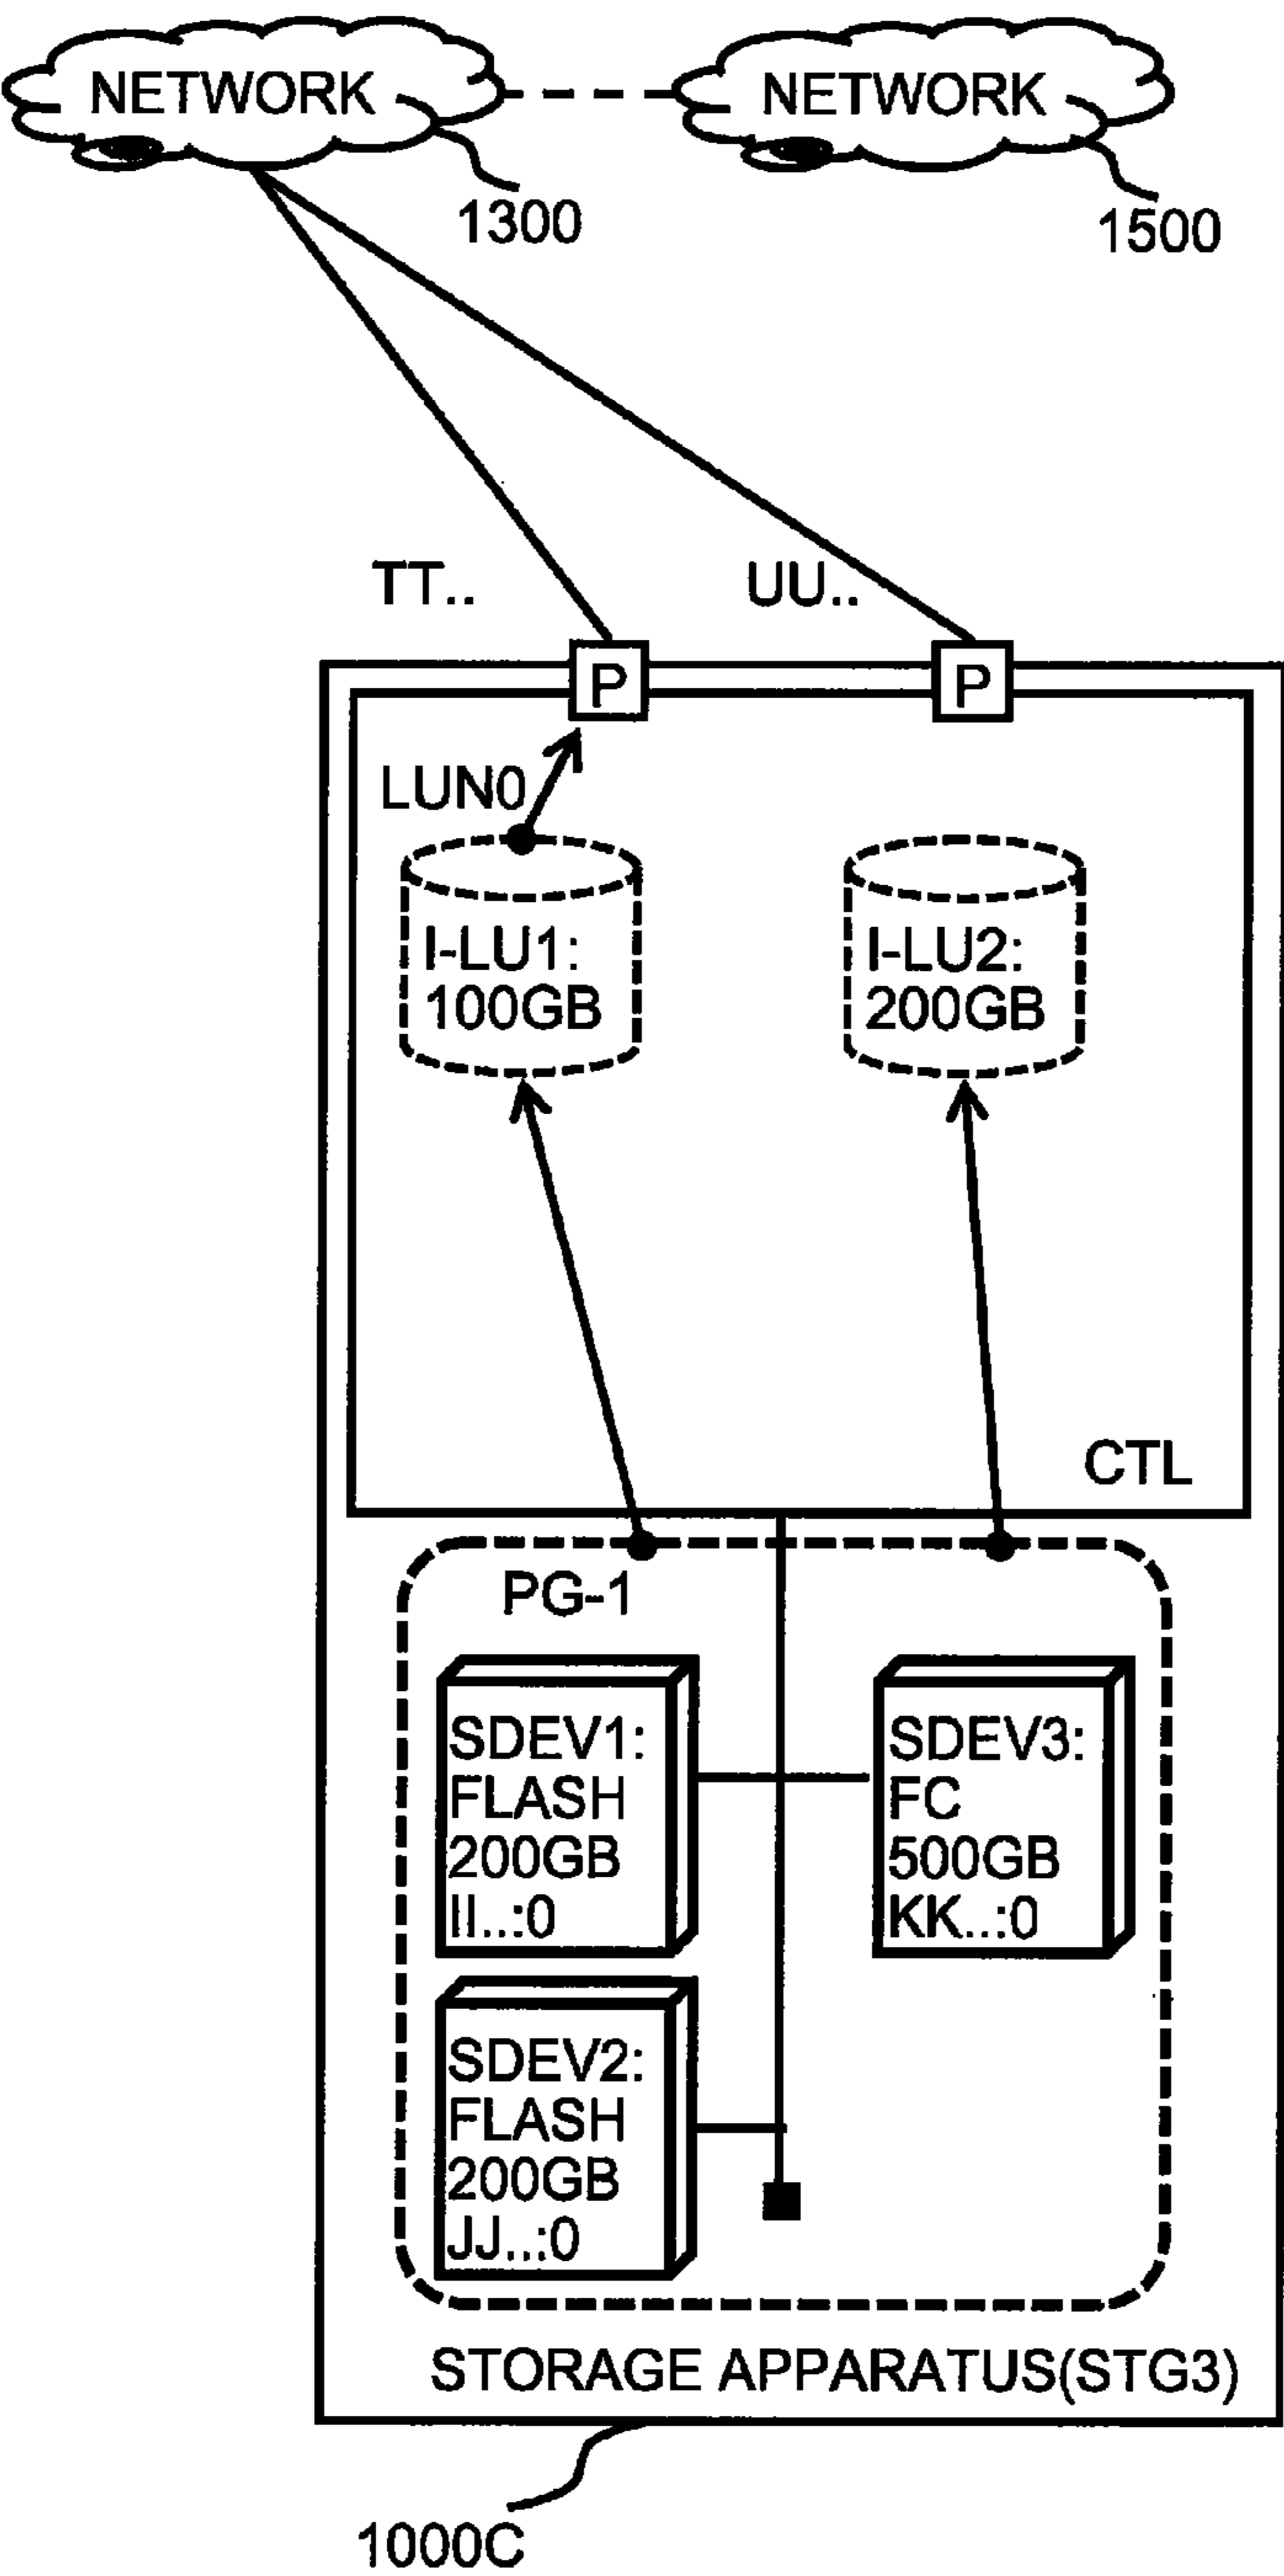 NETWORK
NETWORK
1300
1500
TT..
UU..
P
P
LUN0
I-LU1:
100GB
I-LU2:
200GB
CTL
PG-1
SDEV1:
FLASH
200GB
II..:0
SDEV3:
FC
500GB
KK..:0
SDEV2:
FLASH
200GB
JJ..:0
STORAGE APPARATUS(STG3)
1000C